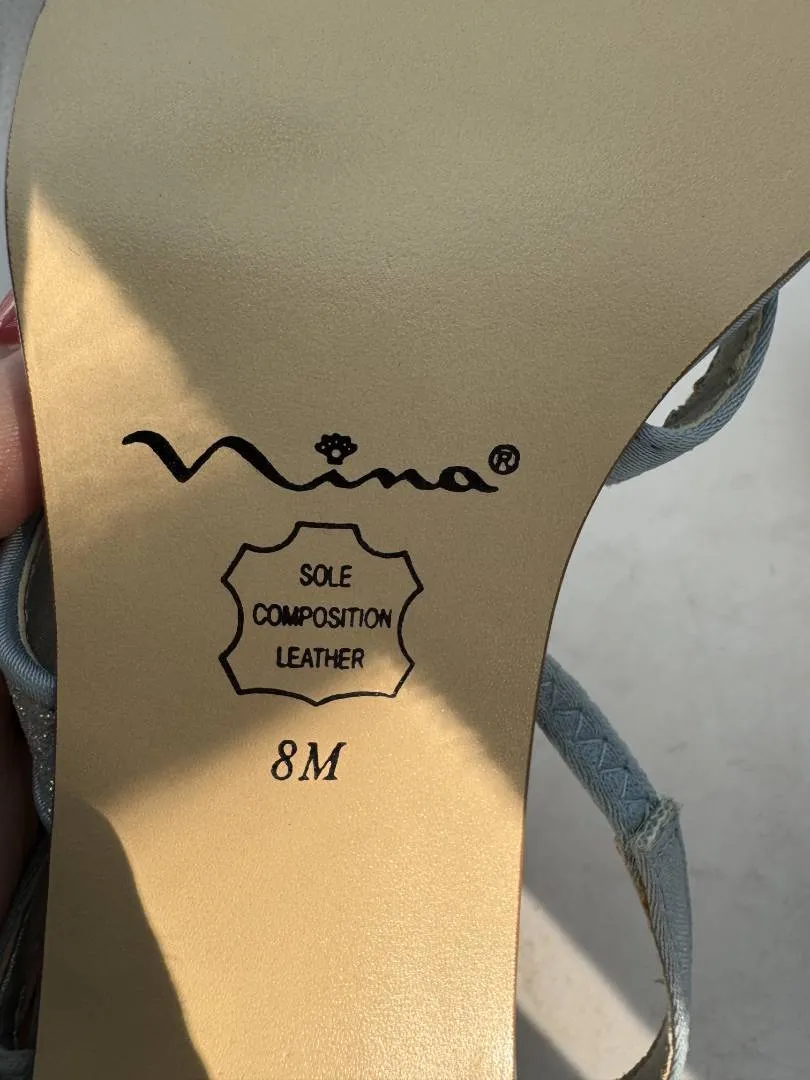 nina®
SOLE
COMPOSITION
LEATHER
8M